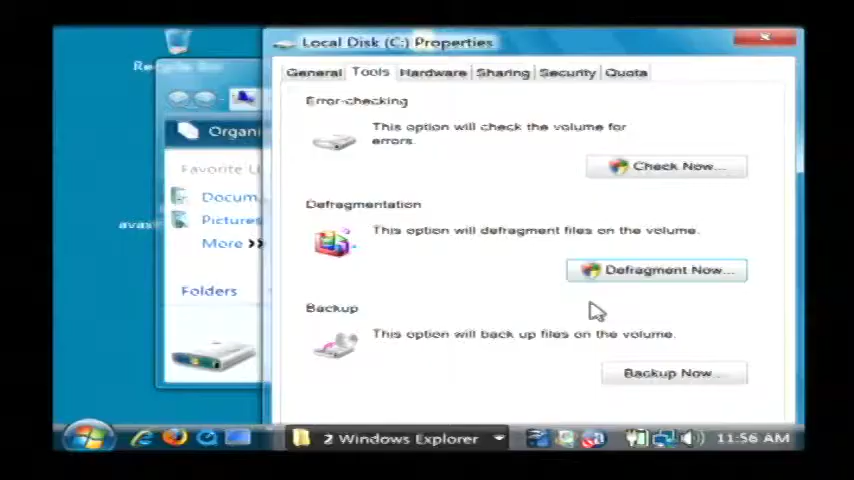 Local Disk (C:) Properties
General Tools Hardware Sharing Security Quota
Error-checking
This option will check the volume for
errors.
Check Now...
Defragmentation
This option will defragment files on the volume.
Defragment Now...
Backup
This option will back up files on the volume.
Backup Now...
Organi
Favorite Li
Docum
Pictures
More »
Folders
avast
2 Windows Explorer
11:56 AM